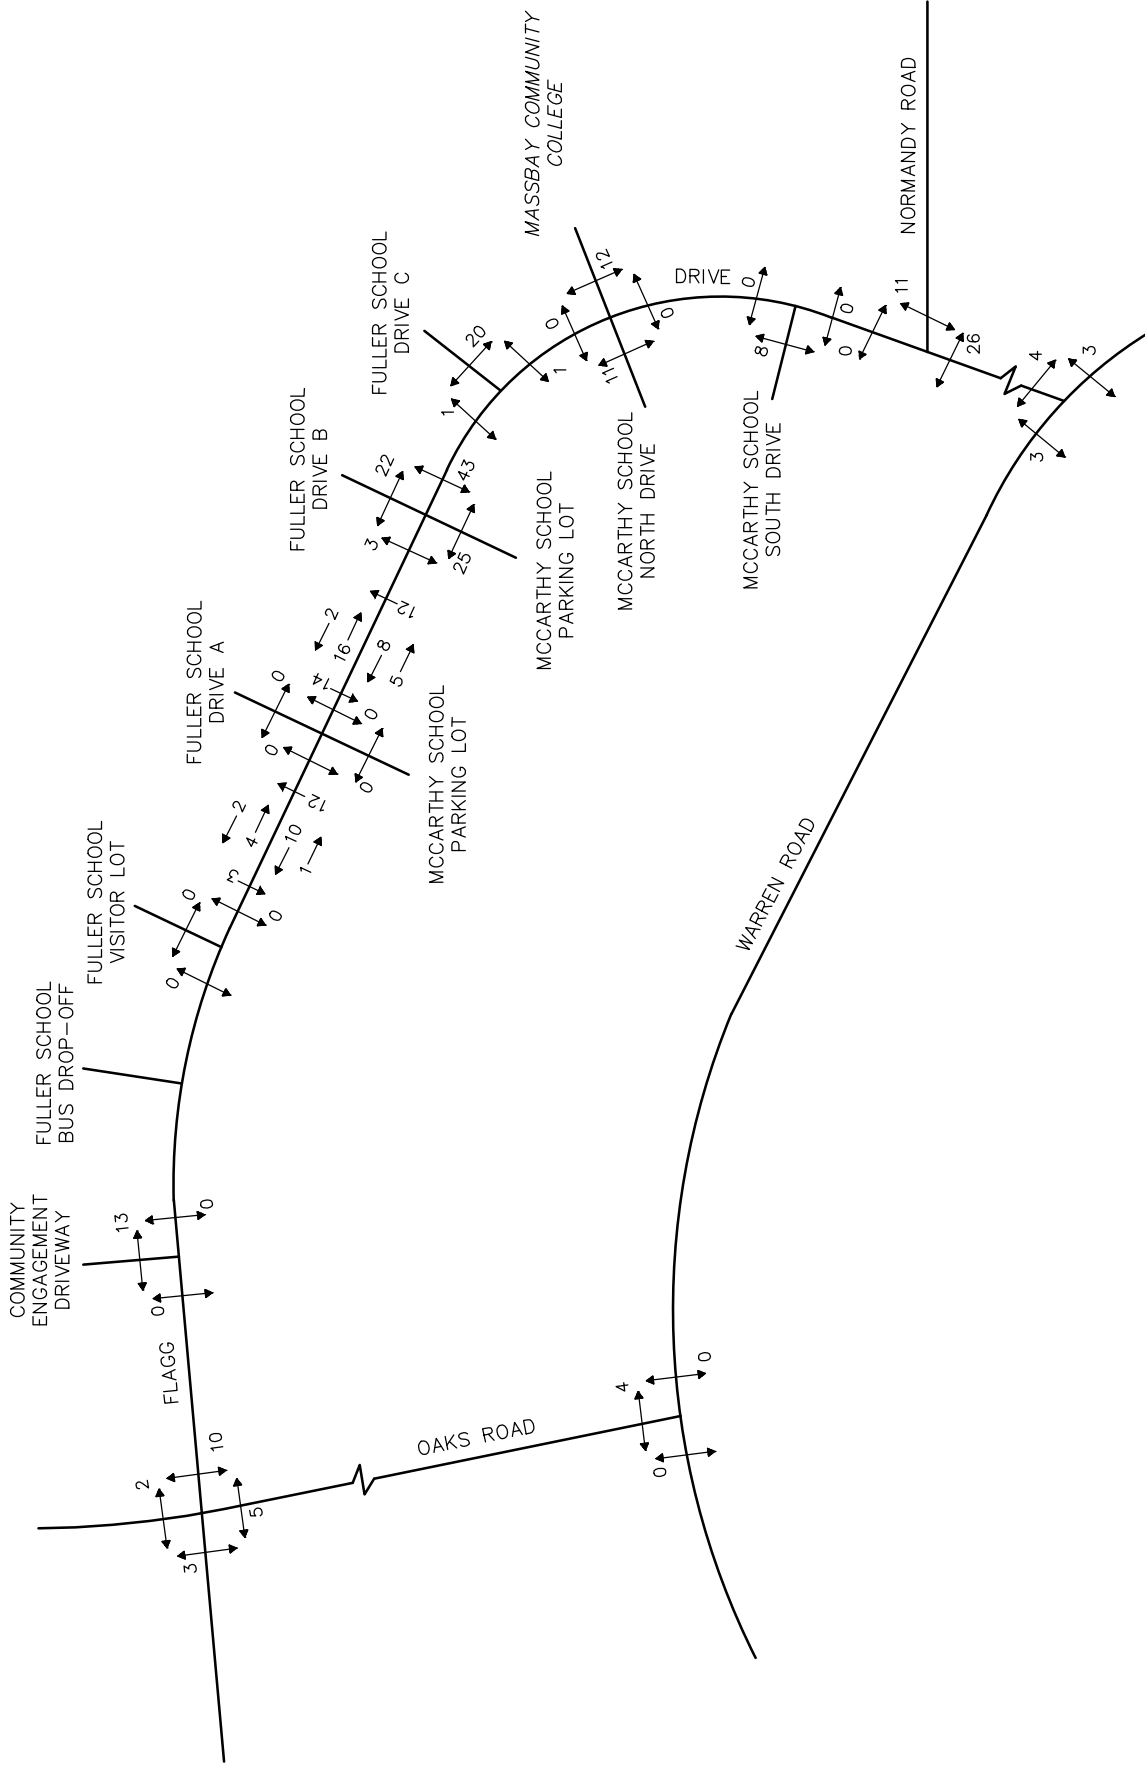 MASSBAY COMMUNITY
COLLEGE
NORMANDY ROAD
FULLER SCHOOL
DRIVE C
20
12
DRIVE
11
1
1
0
0
11
0
8
0
0
26
4
3
3
FULLER SCHOOL
DRIVE B
22
43
3
25
MCCARTHY SCHOOL
PARKING LOT
MCCARTHY SCHOOL
NORTH DRIVE
MCCARTHY SCHOOL
SOUTH DRIVE
FULLER SCHOOL
DRIVE A
12
2
16
8
5
14
0
0
0
0
MCCARTHY SCHOOL
PARKING LOT
FULLER SCHOOL
VISITOR LOT
12
2
4
10
1
3
0
0
0
WARREN ROAD
FULLER SCHOOL
BUS DROP-OFF
COMMUNITY
ENGAGEMENT
DRIVEWAY
13
0
0
FLAGG
2
10
3
5
OAKS ROAD
4
0
0